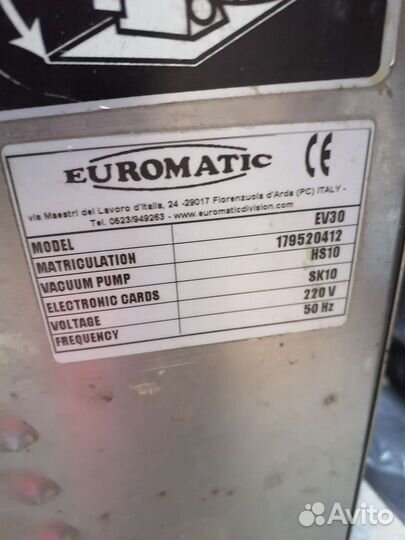 EUROMATIC CE
via Maestri del Lavoro d'Italia, 24 -29017 Fiorenzuola d'Arda (PC) ITALY -
Tel. 0523/949263 - www.euromaticdivision.com
MODEL EV30
MATRICULATION 179520412
VACUUM PUMP HS10
ELECTRONIC CARDS SK10
VOLTAGE 220 V
FREQUENCY 50 Hz
Avito